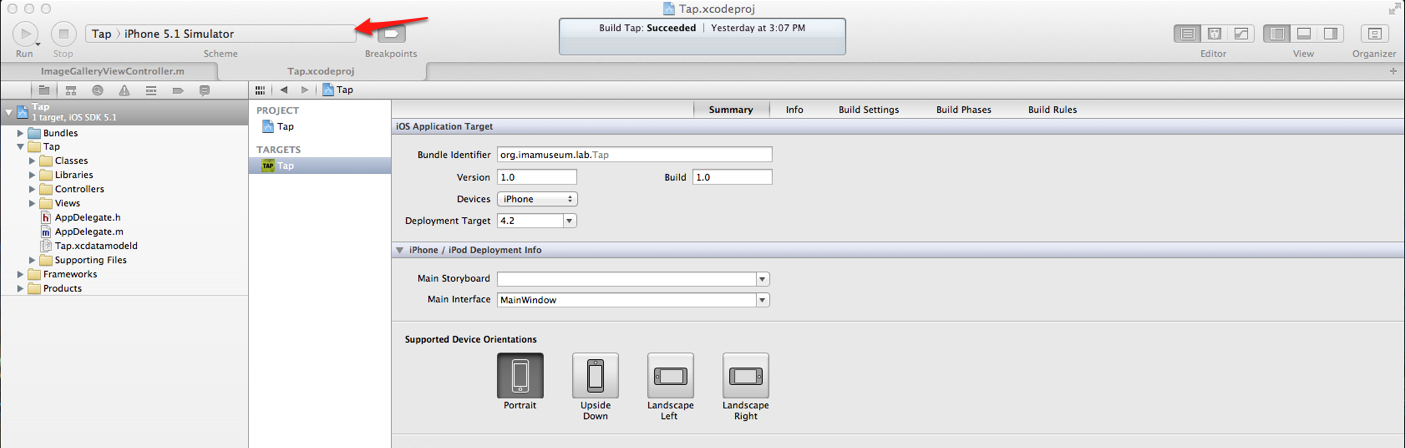 Tap.xcodeproj
Tap 〉 iPhone 5.1 Simulator
Build Tap: Succeeded | Yesterday at 3:07 PM
Run
Stop
Scheme
Breakpoints
Editor
View
Organizer
ImageGalleryViewController.m
Tap.xcodeproj
Tap
1 target, iOS SDK 5.1
Bundles
Tap
Classes
Libraries
Controllers
Views
h AppDelegate.h
m AppDelegate.m
Tap.xcdatamodeld
Supporting Files
Frameworks
Products
Tap
PROJECT
Tap
TARGETS
TAP Tap
Summary
Info
Build Settings
Build Phases
Build Rules
iOS Application Target
Bundle Identifier org.imamuseum.lab.Tap
Version 1.0 Build 1.0
Devices iPhone
Deployment Target 4.2
iPhone / iPod Deployment Info
Main Storyboard
Main Interface MainWindow
Supported Device Orientations
Portrait
Upside
Down
Landscape
Left
Landscape
Right